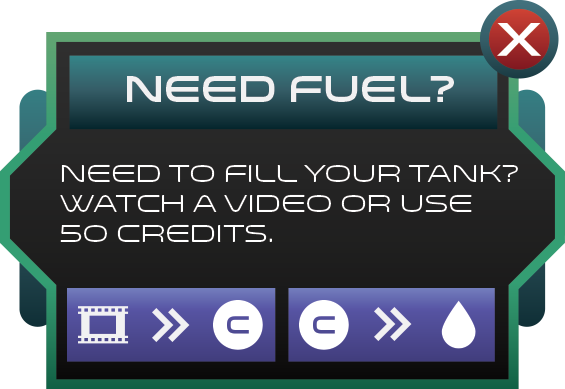 NEED FUEL?
NEED TO FILL YOUR TANK?
WATCH A VIDEO OR USE
50 CREDITS.
C C